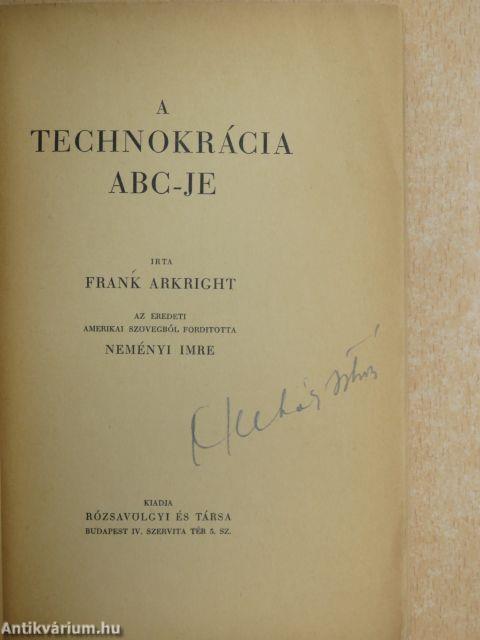 A
TECHNOKRÁCIA
ABC-JE
IRTA
FRANK ARKRIGHT
AZ EREDETI
AMERIKAI SZÖVEGBŐL FORDITOTTA
NEMÉNYI IMRE
KIADJA
RÓZSAVÖLGYI ÉS TÁRSA
BUDAPEST IV. SZERVITA TÉR 5. SZ.
Antikvárium.hu